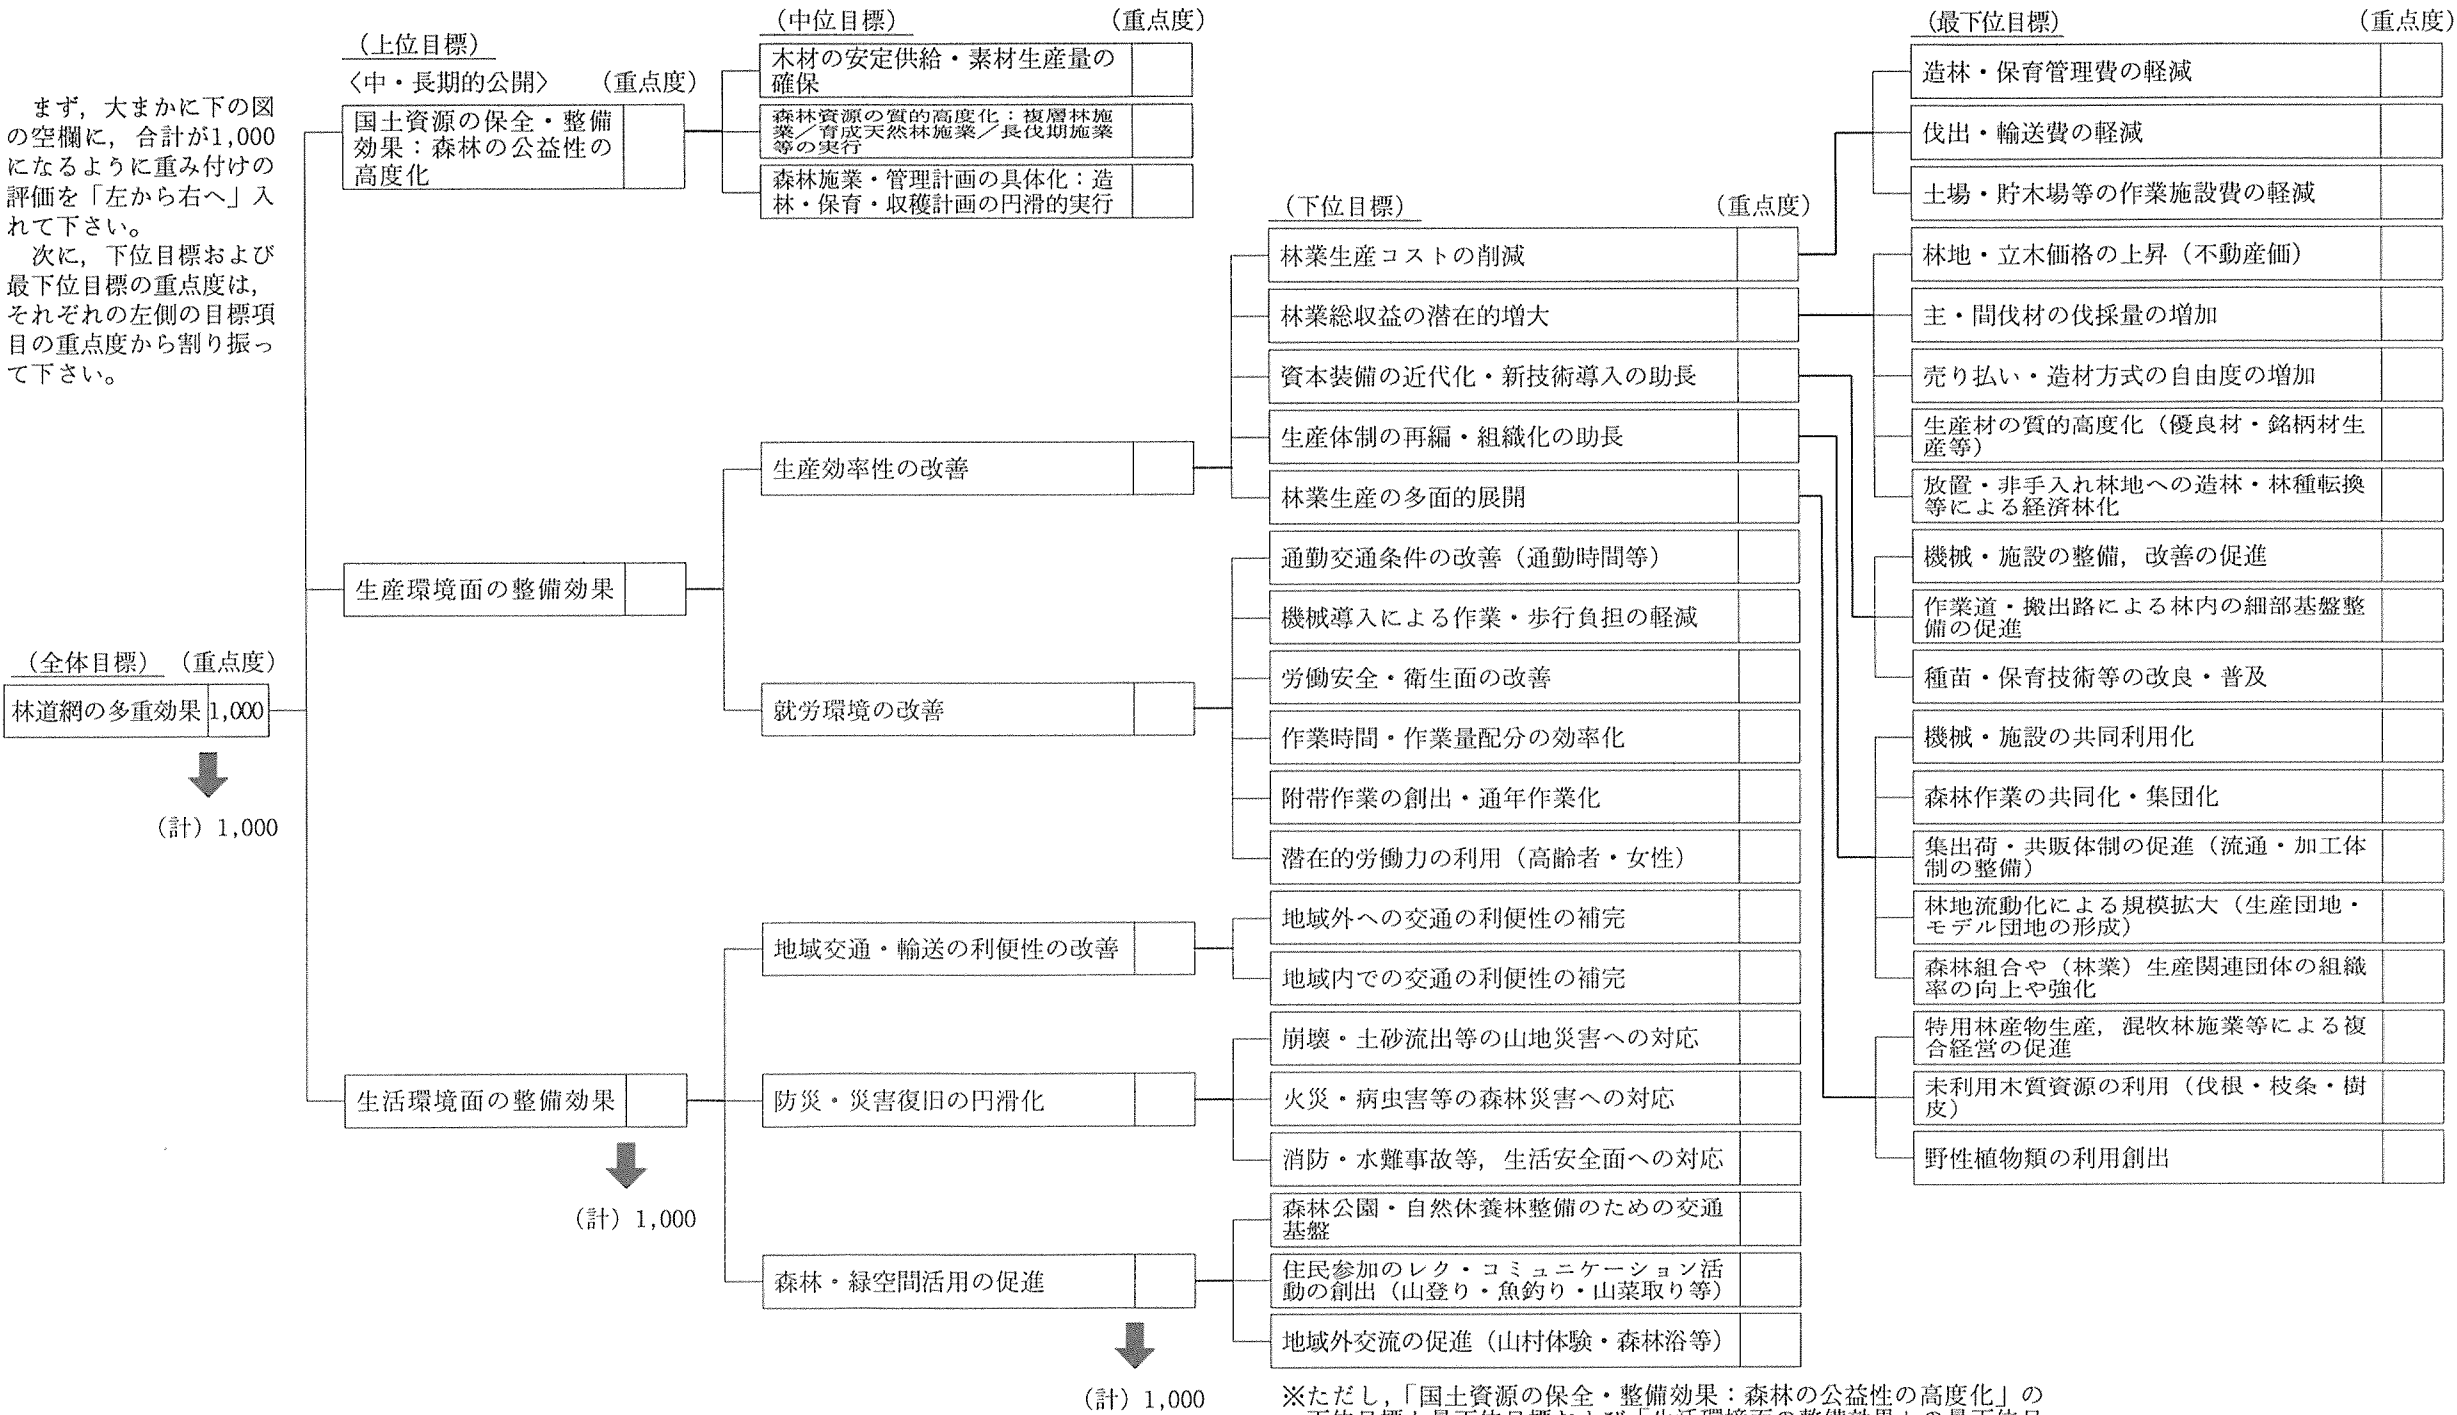 まず，大まかに下の図
の空欄に，合計が1,000
になるように重み付けの
評価を「左から右へ」入
れて下さい。
次に，下位目標および
最下位目標の重点度は，
それぞれの左側の目標項
目の重点度から割り振っ
て下さい。
（全体目標）（重点度）
林道網の多重効果 1,000
（計）1,000
（上位目標）
〈中・長期的公開〉（重点度）
国土資源の保全・整備
効果：森林の公益性の
高度化
生産環境面の整備効果
生活環境面の整備効果
（計）1,000
（中位目標）（重点度）
木材の安定供給・素材生産量の
確保
森林資源の質的高度化：複層林施
業／育成天然林施業／長伐期施業
等の実行
森林施業・管理計画の具体化：造
林・保育・収穫計画の円滑的実行
生産効率性の改善
就労環境の改善
地域交通・輸送の利便性の改善
防災・災害復旧の円滑化
森林・緑空間活用の促進
（計）1,000
（下位目標）（重点度）
林業生産コストの削減
林業総収益の潜在的増大
資本装備の近代化・新技術導入の助長
生産体制の再編・組織化の助長
林業生産の多面的展開
通勤交通条件の改善（通勤時間等）
機械導入による作業・歩行負担の軽減
労働安全・衛生面の改善
作業時間・作業量配分の効率化
附帯作業の創出・通年作業化
潜在的労働力の利用（高齢者・女性）
地域外への交通の利便性の補完
地域内での交通の利便性の補完
崩壊・土砂流出等の山地災害への対応
火災・病虫害等の森林災害への対応
消防・水難事故等，生活安全面への対応
森林公園・自然休養林整備のための交通
基盤
住民参加のレク・コミュニケーション活
動の創出（山登り・魚釣り・山菜取り等）
地域外交流の促進（山村体験・森林浴等）
（最下位目標）（重点度）
造林・保育管理費の軽減
伐出・輸送費の軽減
土場・貯木場等の作業施設費の軽減
林地・立木価格の上昇（不動産価）
主・間伐材の伐採量の増加
売り払い・造材方式の自由度の増加
生産材の質的高度化（優良材・銘柄材生
産等）
放置・非手入れ林地への造林・林種転換
等による経済林化
機械・施設の整備，改善の促進
作業道・搬出路による林内の細部基盤整
備の促進
種苗・保育技術等の改良・普及
機械・施設の共同利用化
森林作業の共同化・集団化
集出荷・共販体制の促進（流通・加工体
制の整備）
林地流動化による規模拡大（生産団地・
モデル団地の形成）
森林組合や（林業）生産関連団体の組織
率の向上や強化
特用林産物生産，混牧林施業等による複
合経営の促進
未利用木質資源の利用（伐根・枝条・樹
皮）
野性植物類の利用創出
※ただし，「国土資源の保全・整備効果：森林の公益性の高度化」の